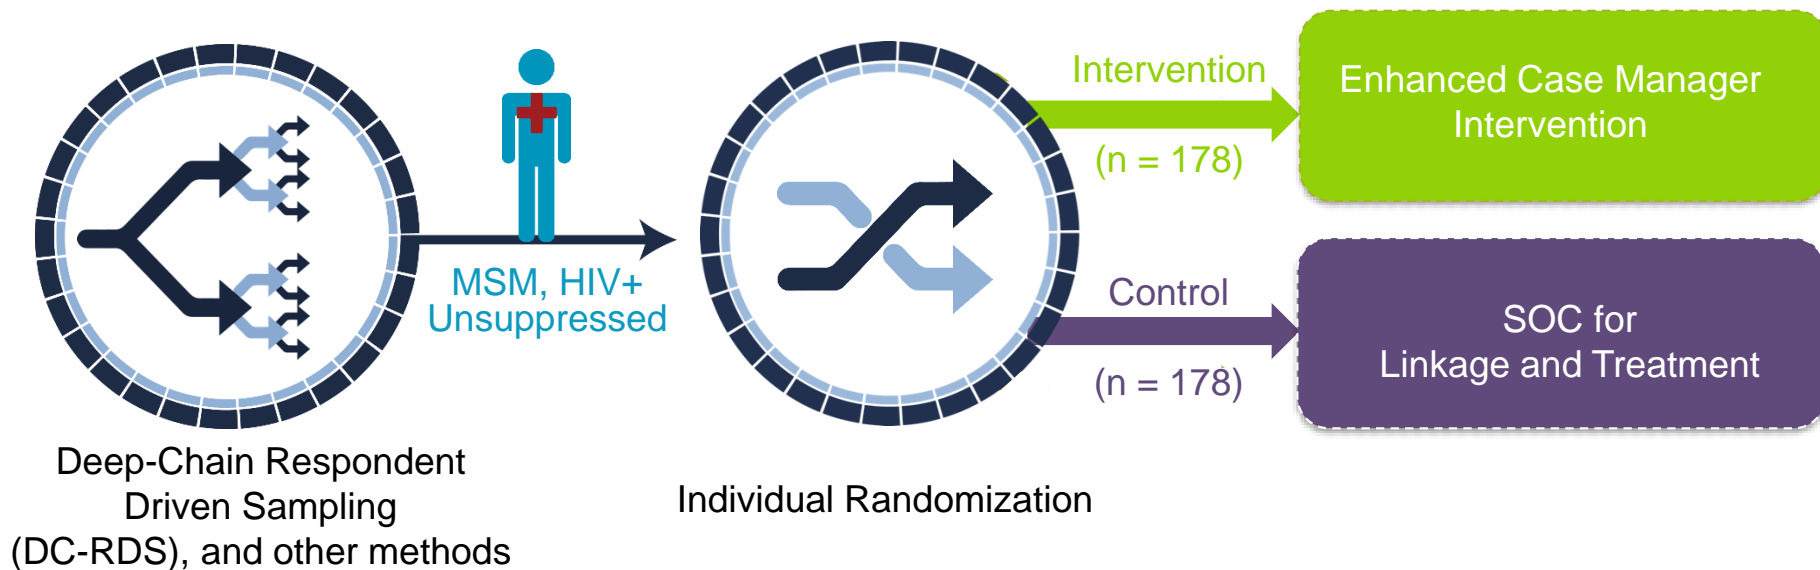 Deep-Chain Respondent
Driven Sampling
(DC-RDS), and other methods
MSM, HIV+
Unsuppressed
Individual Randomization
Intervention
(n = 178)
Enhanced Case Manager
Intervention
Control
(n = 178)
SOC for
Linkage and Treatment